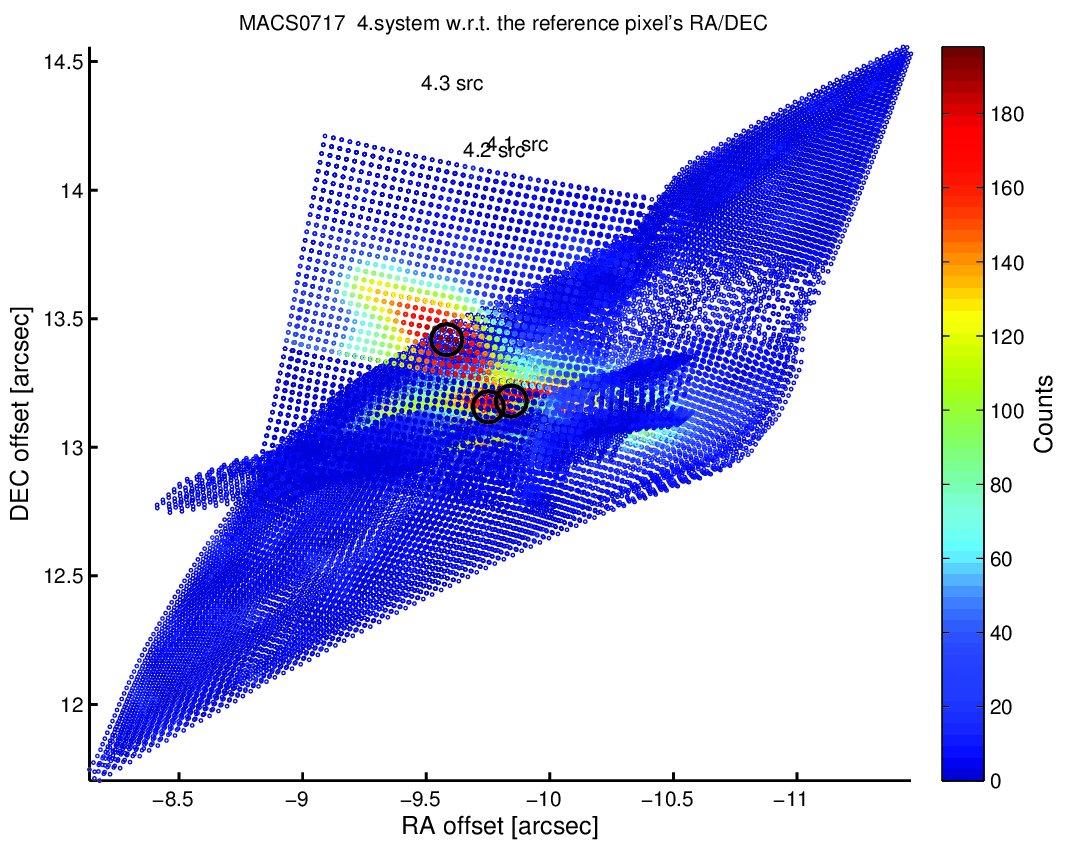 MACS0717 4.system w.r.t. the reference pixel's RA/DEC
4.3 src
4.1 src
4.2 src
14.5
14
13.5
13
12.5
12
DEC offset [arcsec]
−8.5 −9 −9.5 −10 −10.5 −11
RA offset [arcsec]
180
160
140
120
100
80
60
40
20
0
Counts